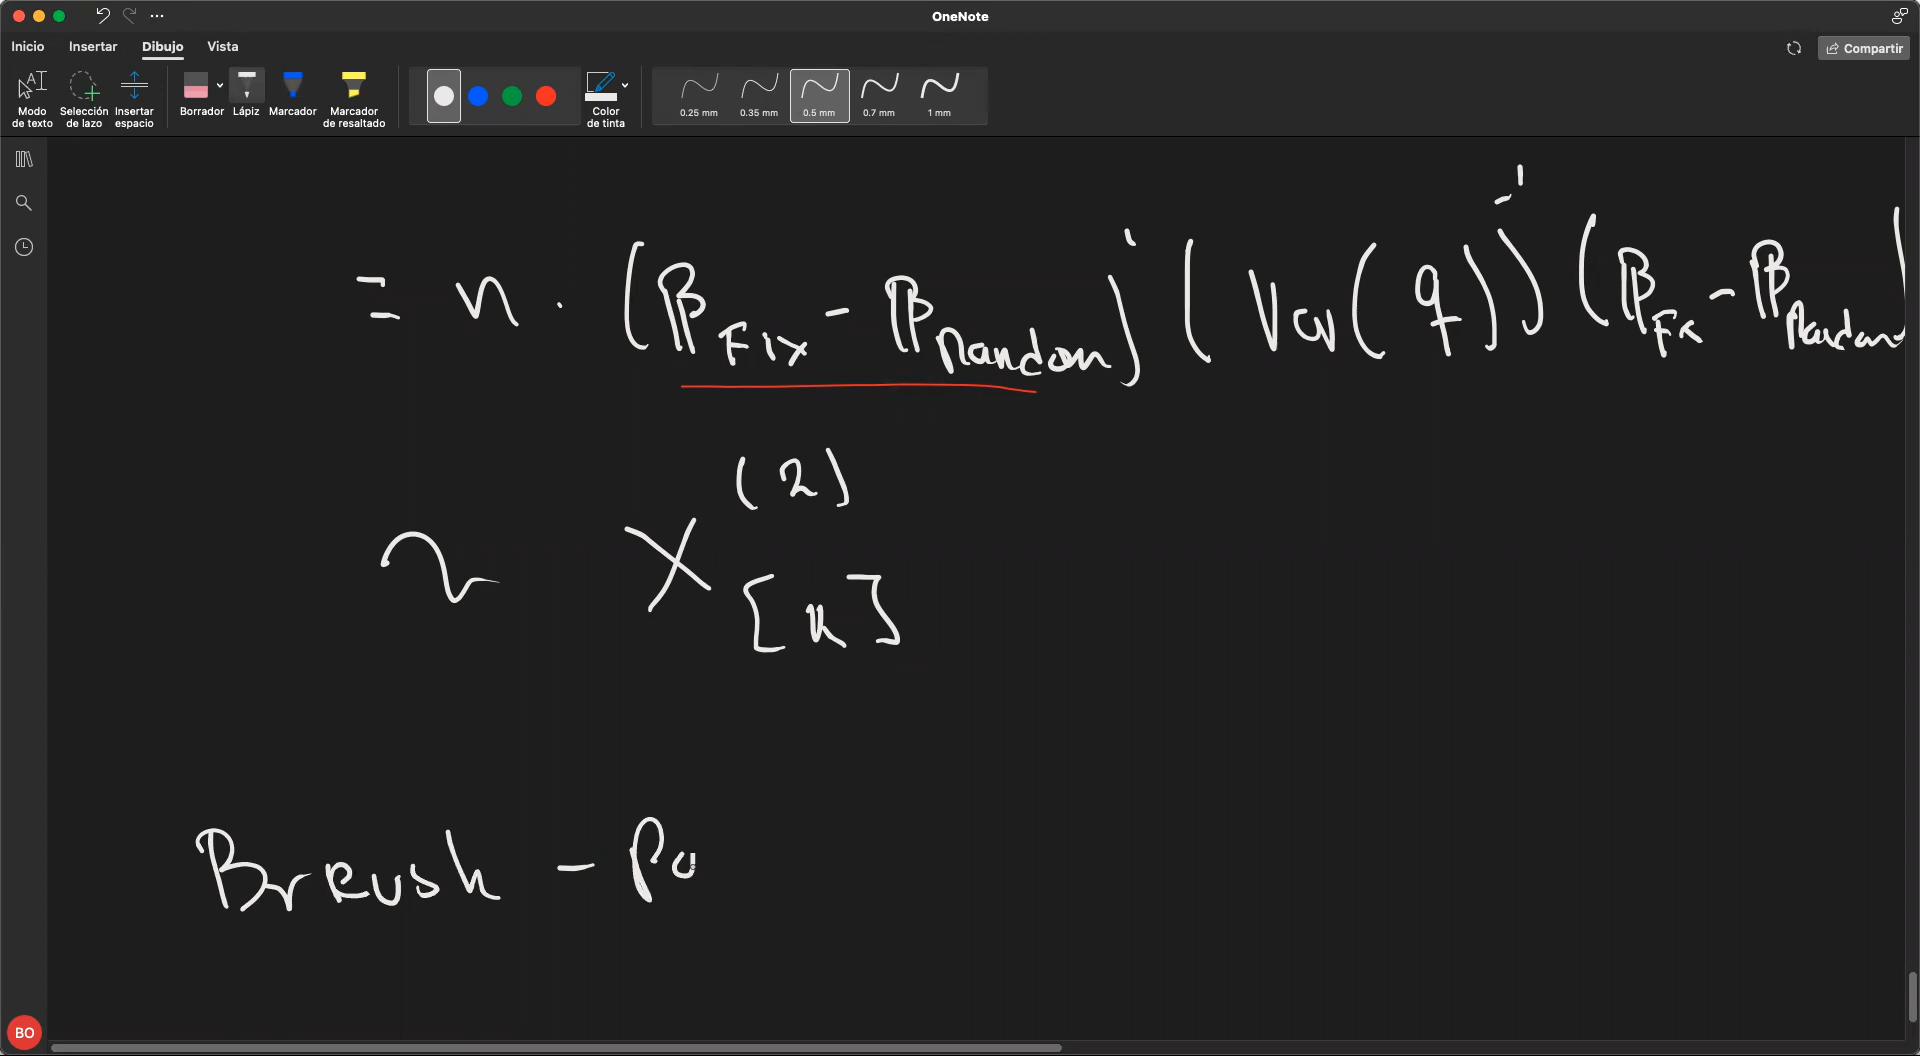 OneNote
Inicio Insertar Dibujo Vista
Compartir
Modo de texto
Selección de lazo
Insertar espacio
Borrador
Lápiz
Marcador
Marcador de resaltado
Color de tinta
0.25 mm
0.35 mm
0.5 mm
0.7 mm
1 mm
= n · (β_Fix - β_Random)' (Var(q))^-1 (β_Fix - β_Random)
~ X^(2)_[k]
Breush - Pa
BO